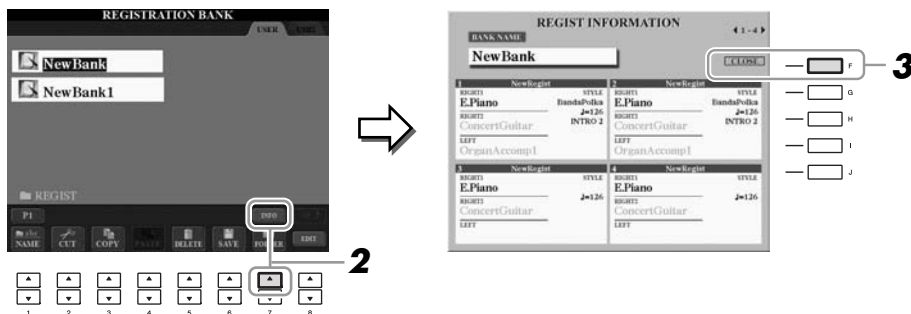 REGISTRATION BANK
USER
NewBank
NewBank1
REGIST
P1
INFO
NAME CUT COPY PASTE DELETE SAVE FOLDER EDIT
1 2 3 4 5 6 7 8
2
REGIST INFORMATION
BANK NAME
1-4
NewBank
CLOSE
F
3
G
H
I
J
1 NewRegist
RIGHT1 STYLE
E.Piano BandaPolka
♩=126
RIGHT2 INTRO 2
ConcertGuitar
LEFT
OrganAccomp1
2 NewRegist
RIGHT1 STYLE
E.Piano BandaPolka
♩=126
RIGHT2 INTRO 2
ConcertGuitar
LEFT
OrganAccomp1
3 NewRegist
RIGHT1 STYLE
E.Piano
♩=126
RIGHT2
ConcertGuitar
LEFT
4 NewRegist
RIGHT1 STYLE
E.Piano
♩=126
RIGHT2
ConcertGuitar
LEFT